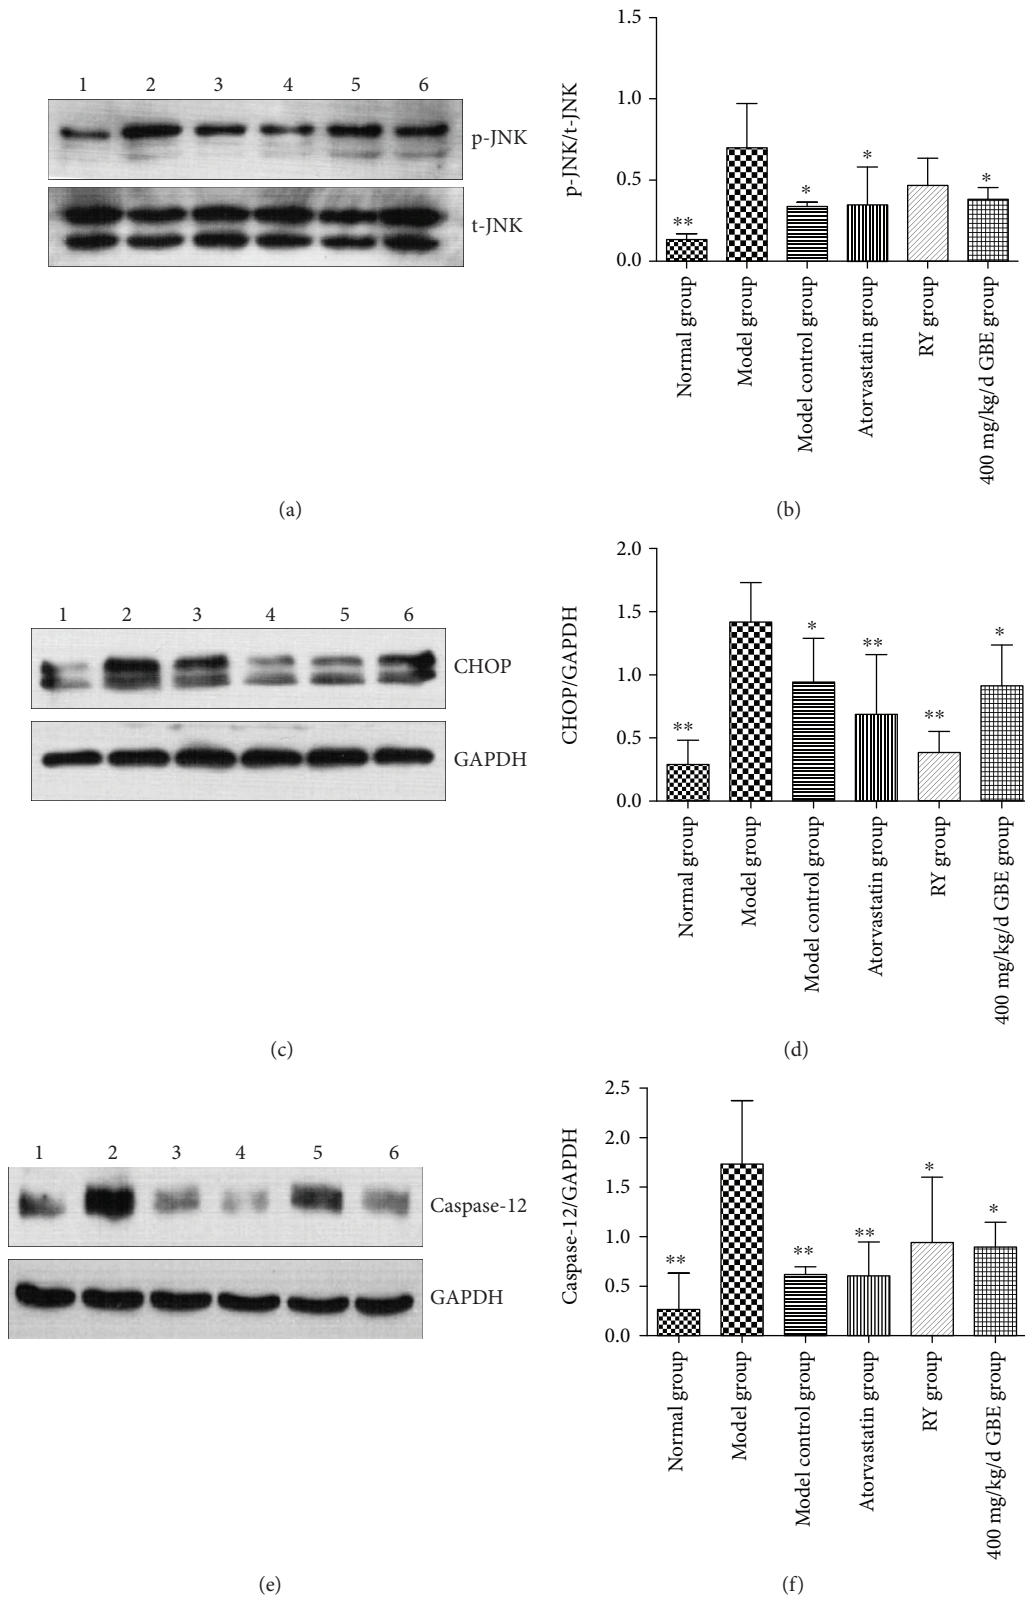 1 2 3 4 5 6
p-JNK
t-JNK
(a)
1.5
1.0
0.5
0.0
p-JNK/t-JNK
**
*
*
*
Normal group
Model group
Model control group
Atorvastatin group
RY group
400 mg/kg/d GBE group
(b)
1 2 3 4 5 6
CHOP
GAPDH
(c)
2.0
1.5
1.0
0.5
0.0
CHOP/GAPDH
**
*
**
**
*
Normal group
Model group
Model control group
Atorvastatin group
RY group
400 mg/kg/d GBE group
(d)
1 2 3 4 5 6
Caspase-12
GAPDH
(e)
2.5
2.0
1.5
1.0
0.5
0.0
Caspase-12/GAPDH
**
**
**
*
*
Normal group
Model group
Model control group
Atorvastatin group
RY group
400 mg/kg/d GBE group
(f)